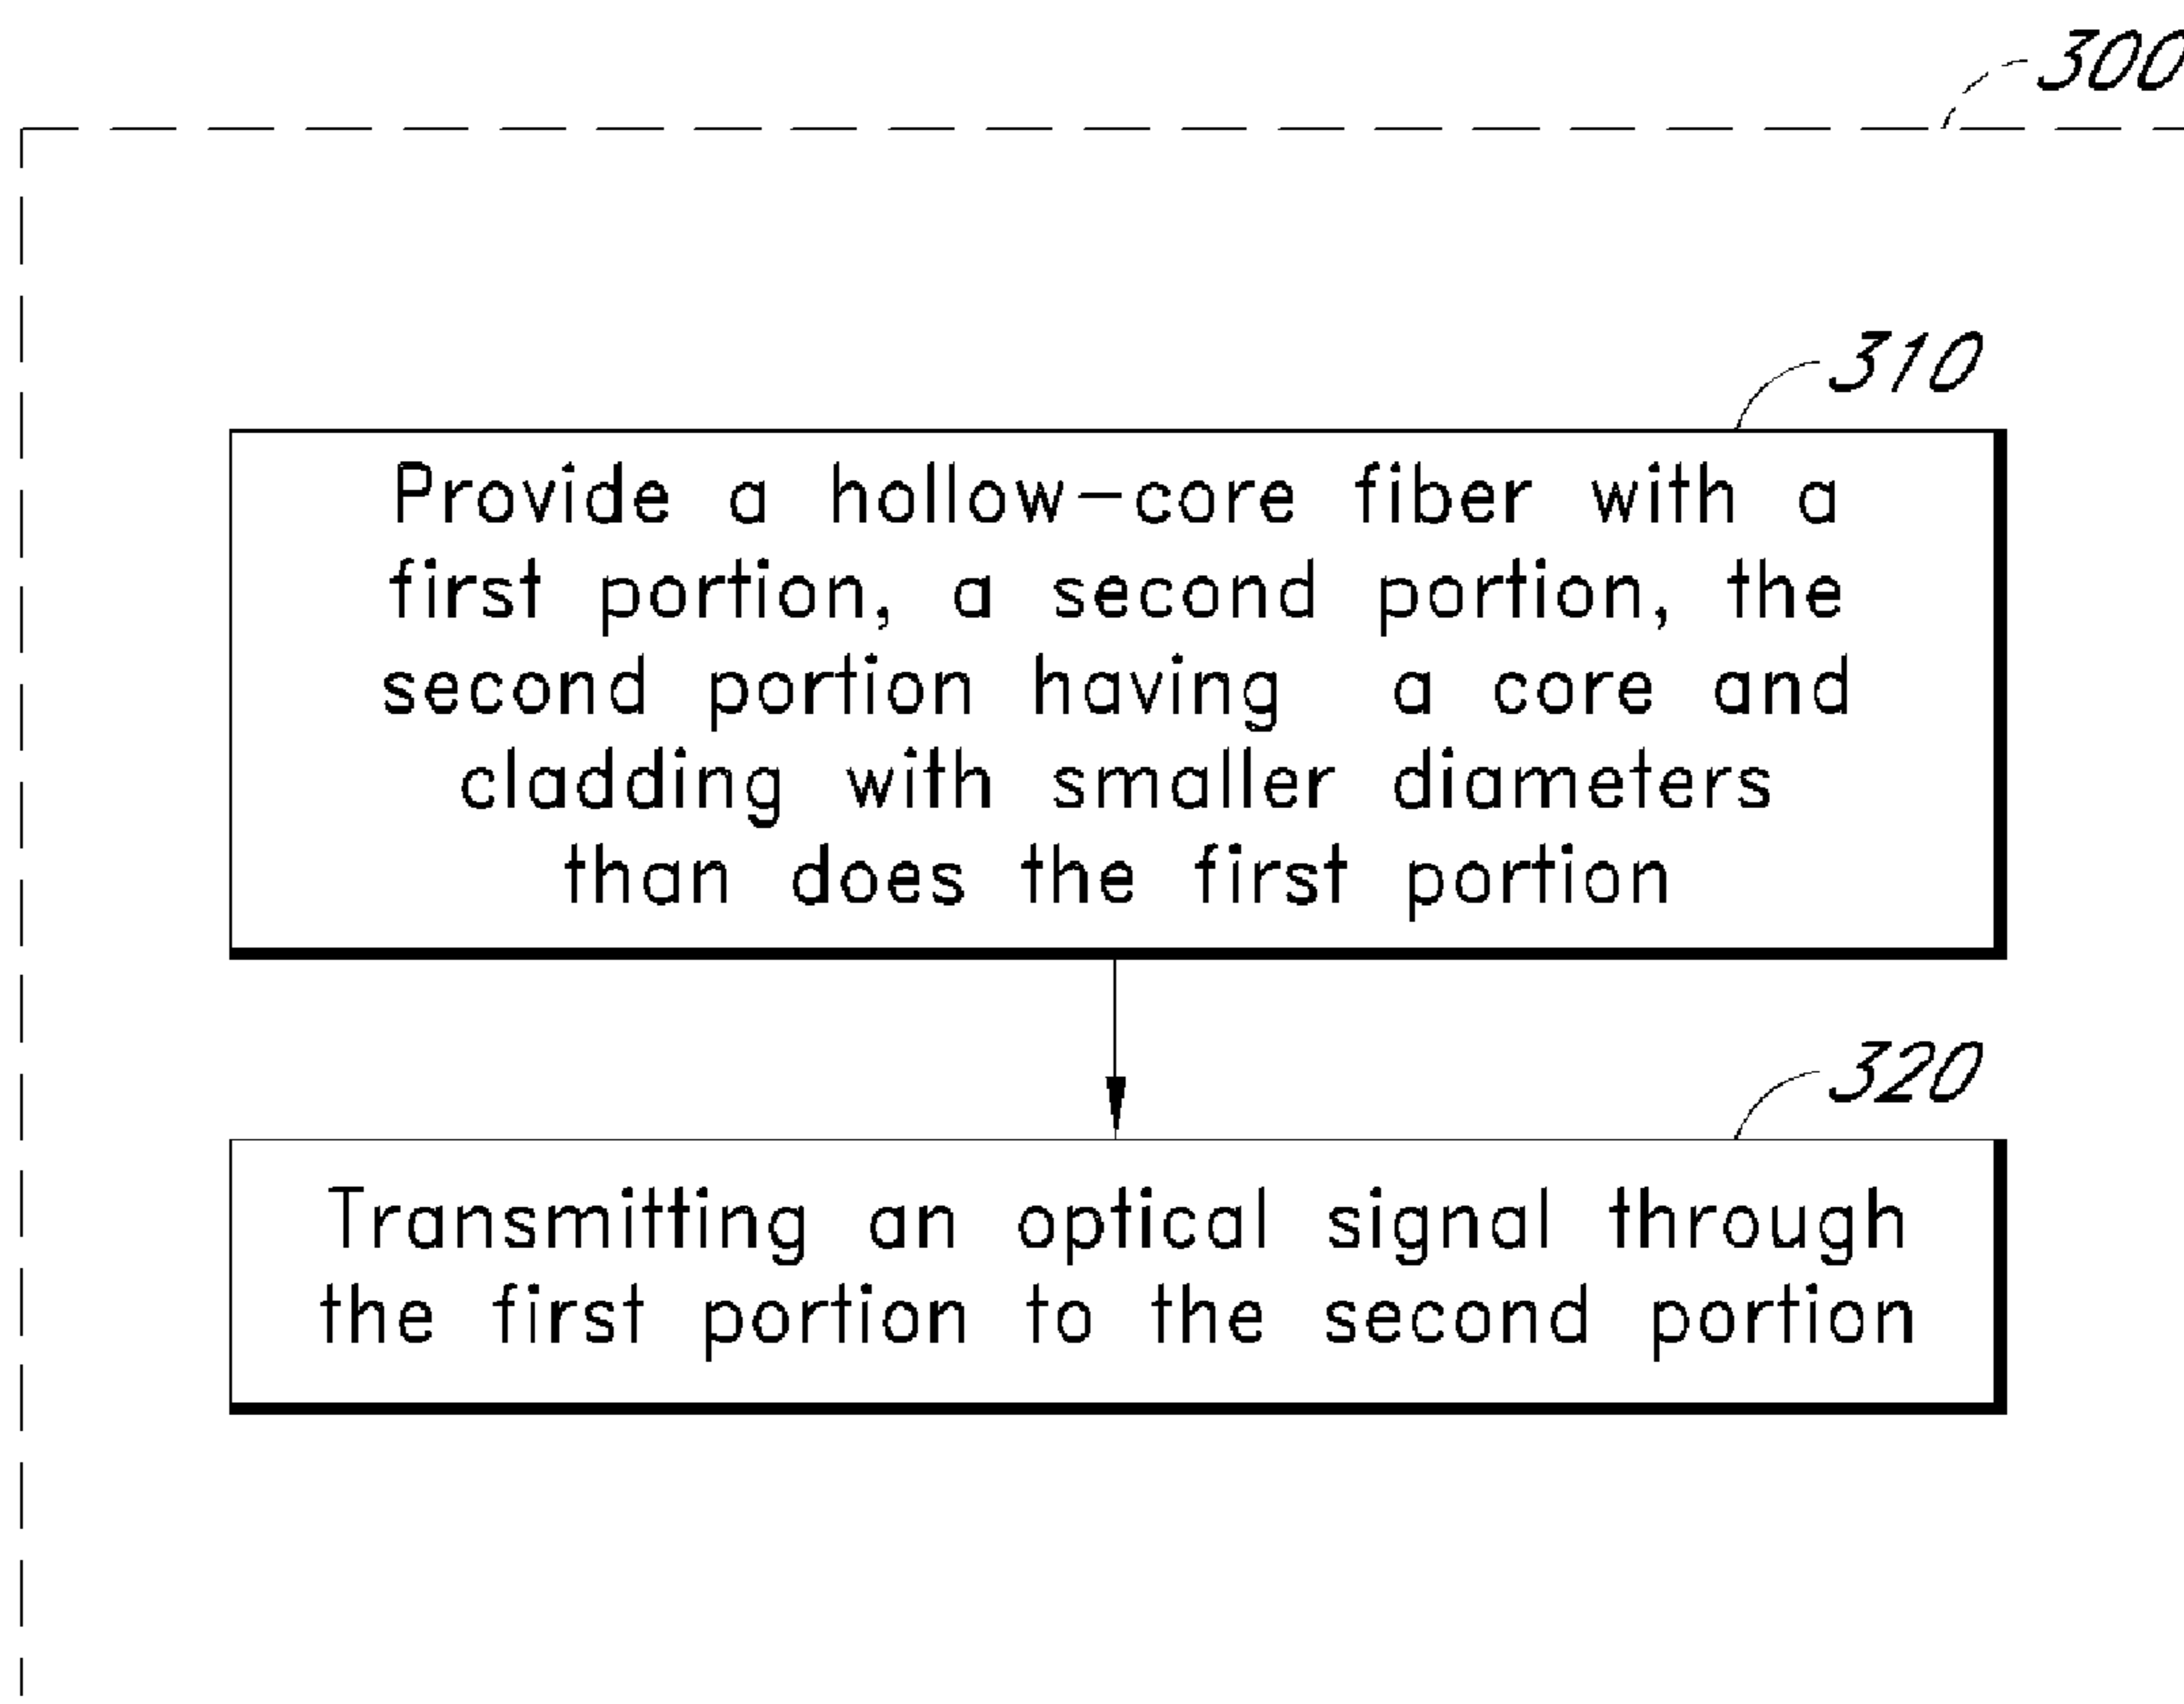 300
310
Provide a hollow-core fiber with a
first portion, a second portion, the
second portion having a core and
cladding with smaller diameters
than does the first portion
320
Transmitting an optical signal through
the first portion to the second portion